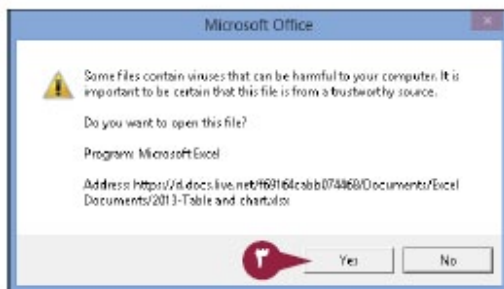 Microsoft Office
Some files contain viruses that can be harmful to your computer. It is
important to be certain that this file is from a trustworthy source.
Do you want to open this file?
Program: Microsoft Excel
Address: https://d.docs.live.net/ff69164cabb074468/Documents/Excel
Documents/2013-Table and chart.xlsx
۳
Yes
No